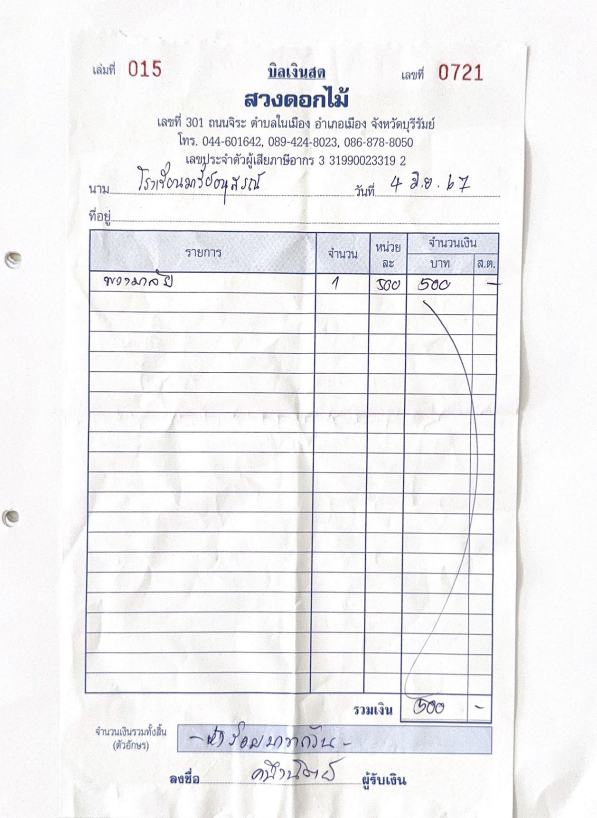 เล่มที่ 015 บิลเงินสด เลขที่ 0721
สวงดอกไม้
เลขที่ 301 ถนนจิระ ตำบลในเมือง อำเภอเมือง จังหวัดบุรีรัมย์
โทร. 044-601642, 089-424-8023, 086-878-8050
เลขประจำตัวผู้เสียภาษีอากร 3 31990023319 2
นาม โรงเรียนมารีย์อนุสรณ์ วันที่ 4 มิ.ย. 67
ที่อยู่
รายการ จำนวน หน่วยละ จำนวนเงิน
บาท ส.ต.
พวงมาลัย 1 500 500 -
รวมเงิน 500 -
จำนวนเงินรวมทั้งสิ้น
(ตัวอักษร) -ห้าร้อยบาทถ้วน-
ลงชื่อ ผู้รับเงิน